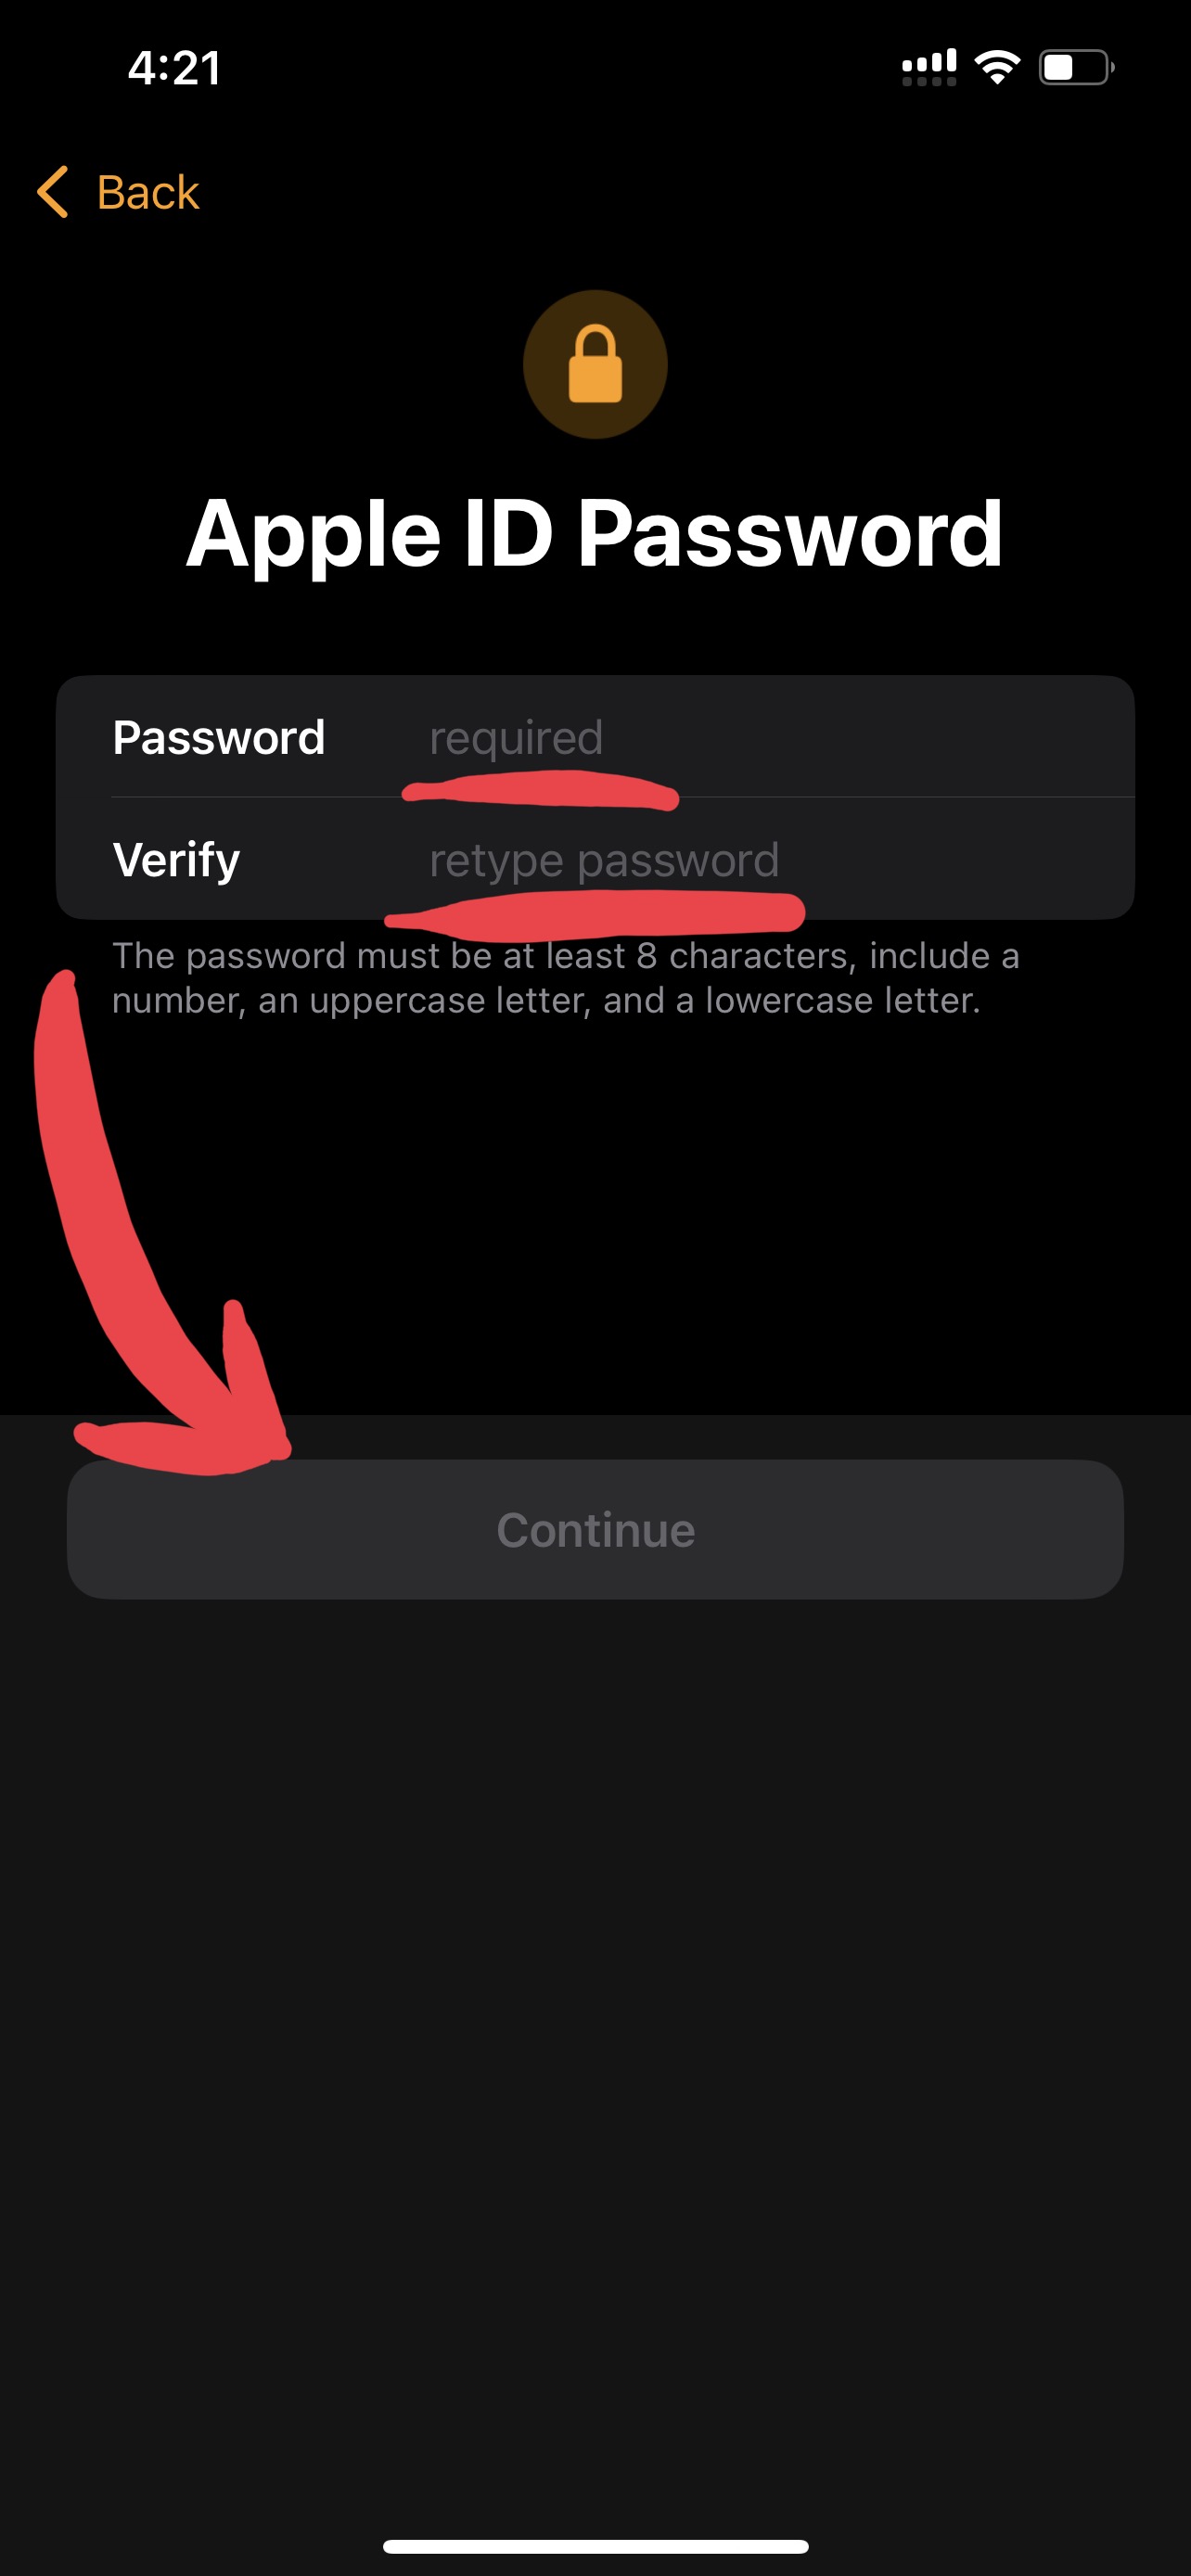 4:21
Back
Apple ID Password
Password required
Verify retype password
The password must be at least 8 characters, include a
number, an uppercase letter, and a lowercase letter.
Continue